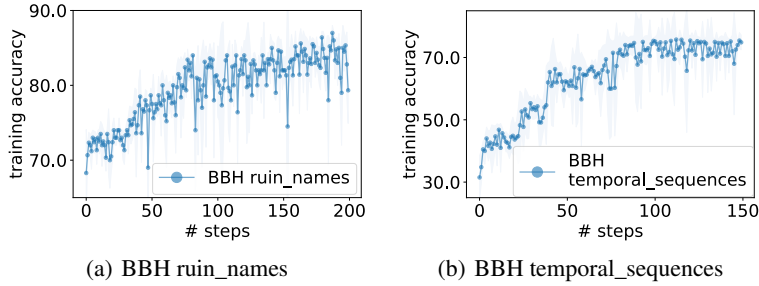 90.0
80.0
70.0
training accuracy
BBH ruin_names
0
50
100
150
200
# steps
(a) BBH ruin_names
70.0
50.0
30.0
training accuracy
BBH
temporal_sequences
0
50
100
150
# steps
(b) BBH temporal_sequences